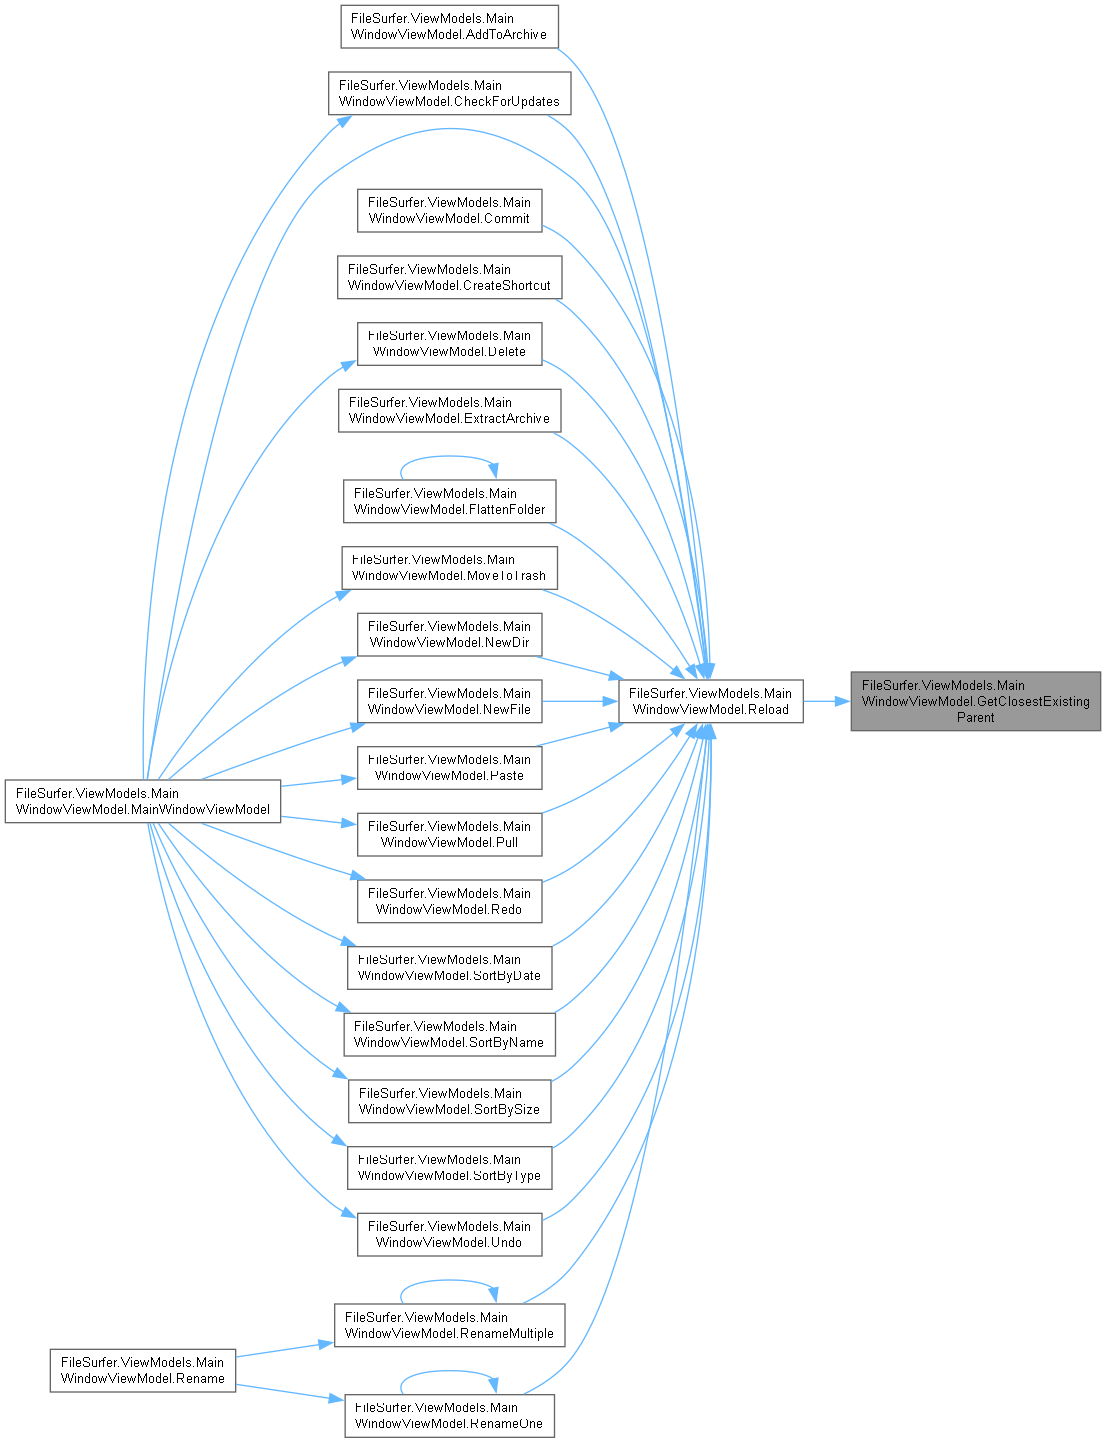 FileSurfer.ViewModels.Main
WindowViewModel.AddToArchive
FileSurfer.ViewModels.Main
WindowViewModel.CheckForUpdates
FileSurfer.ViewModels.Main
WindowViewModel.Commit
FileSurfer.ViewModels.Main
WindowViewModel.CreateShortcut
FileSurfer.ViewModels.Main
WindowViewModel.Delete
FileSurfer.ViewModels.Main
WindowViewModel.ExtractArchive
FileSurfer.ViewModels.Main
WindowViewModel.FlattenFolder
FileSurfer.ViewModels.Main
WindowViewModel.MoveToTrash
FileSurfer.ViewModels.Main
WindowViewModel.NewDir
FileSurfer.ViewModels.Main
WindowViewModel.NewFile
FileSurfer.ViewModels.Main
WindowViewModel.Reload
FileSurfer.ViewModels.Main
WindowViewModel.GetClosestExisting
Parent
FileSurfer.ViewModels.Main
WindowViewModel.Paste
FileSurfer.ViewModels.Main
WindowViewModel.MainWindowViewModel
FileSurfer.ViewModels.Main
WindowViewModel.Pull
FileSurfer.ViewModels.Main
WindowViewModel.Redo
FileSurfer.ViewModels.Main
WindowViewModel.SortByDate
FileSurfer.ViewModels.Main
WindowViewModel.SortByName
FileSurfer.ViewModels.Main
WindowViewModel.SortBySize
FileSurfer.ViewModels.Main
WindowViewModel.SortByType
FileSurfer.ViewModels.Main
WindowViewModel.Undo
FileSurfer.ViewModels.Main
WindowViewModel.RenameMultiple
FileSurfer.ViewModels.Main
WindowViewModel.Rename
FileSurfer.ViewModels.Main
WindowViewModel.RenameOne